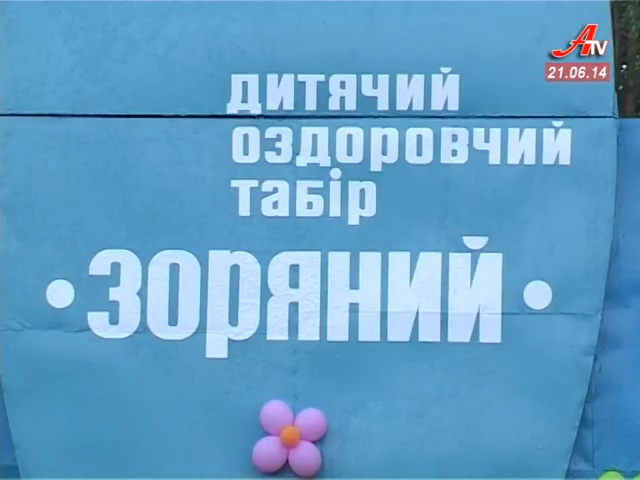 ATV
21.06.14
дитячий
оздоровчий
табір
• зоряний •